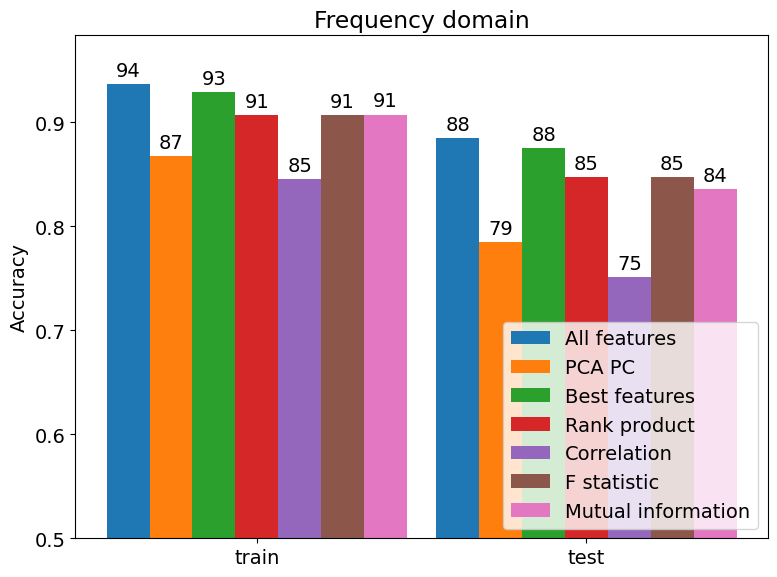 Frequency domain
Accuracy
0.9
0.8
0.7
0.6
0.5
94
87
93
91
85
91
91
88
79
88
85
75
85
84
All features
PCA PC
Best features
Rank product
Correlation
F statistic
Mutual information
train
test